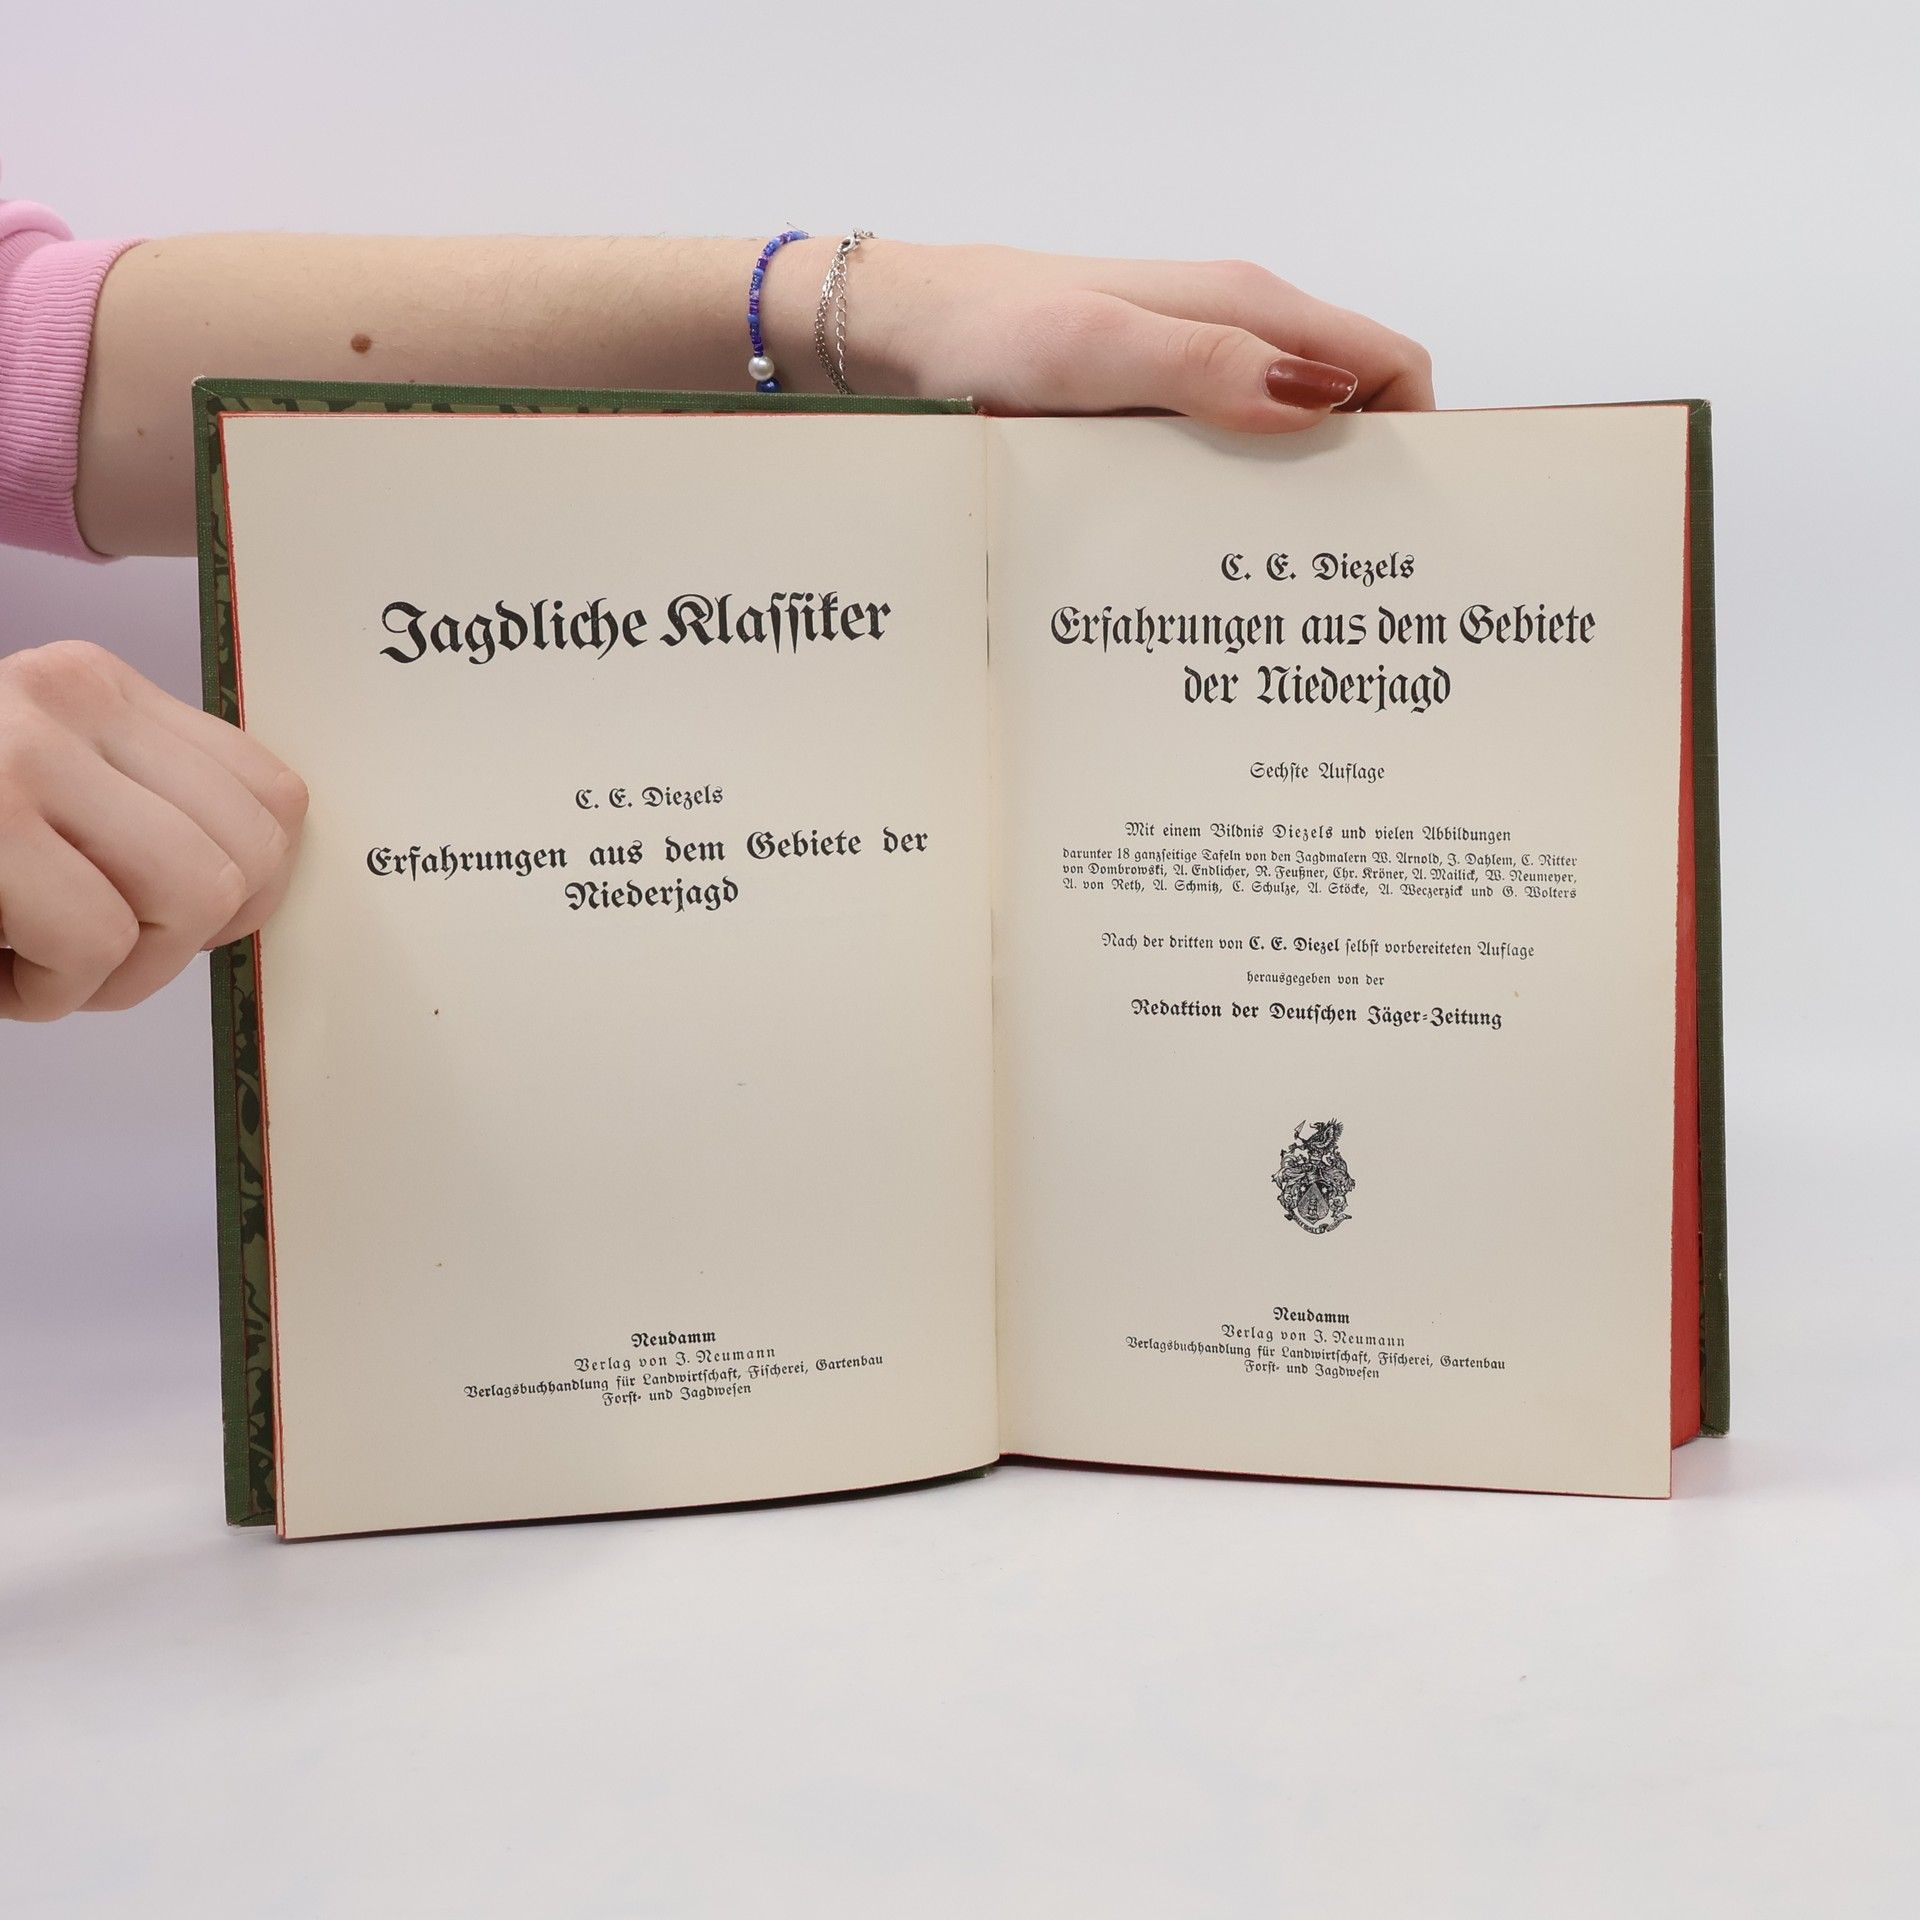 Jagdliche Klassiker
C. E. Diezels
Erfahrungen aus dem Gebiete der
Niederjagd
Neudamm
Verlag von J. Neumann
Verlagsbuchhandlung für Landwirtschaft, Fischerei, Gartenbau
Forst- und Jagdwesen
C. E. Diezels
Erfahrungen aus dem Gebiete
der Niederjagd
Sechste Auflage
Mit einem Bildnis Diezels und vielen Abbildungen
darunter 18 ganzseitige Tafeln von den Jagdmalern W. Arnold, J. Dahlem, C. Ritter
von Dombrowski, A. Endlicher, R. Feußner, Chr. Kröner, A. Mailick, W. Neumeyer,
A. von Reth, A. Schmitz, C. Schulze, A. Stöcke, A. Weczerzick und G. Wolters
Nach der dritten von C. E. Diezel selbst vorbereiteten Auflage
herausgegeben von der
Redaktion der Deutschen Jäger-Zeitung
Neudamm
Verlag von J. Neumann
Verlagsbuchhandlung für Landwirtschaft, Fischerei, Gartenbau
Forst- und Jagdwesen